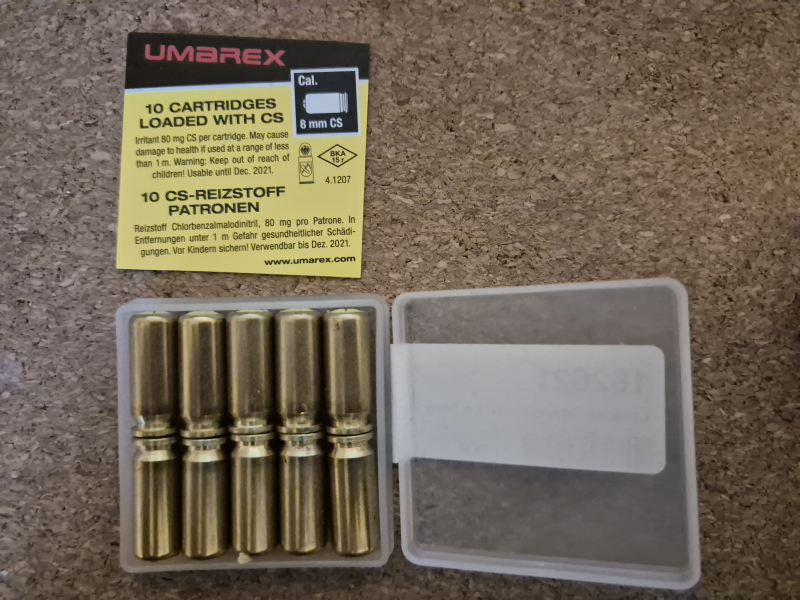 UMAREX
Cal.
8 mm CS
10 CARTRIDGES
LOADED WITH CS
Irritant 80 mg CS per cartridge. May cause
damage to health if used at a range of less
than 1 m. Warning: Keep out of reach of
children! Usable until Dec. 2021.
BKA
15 r
4.1207
10 CS-REIZSTOFF
PATRONEN
Reizstoff Chlorbenzalmalodinitril, 80 mg pro Patrone. In
Entfernungen unter 1 m Gefahr gesundheitlicher Schädi-
gungen. Vor Kindern sichern! Verwendbar bis Dez. 2021.
www.umarex.com